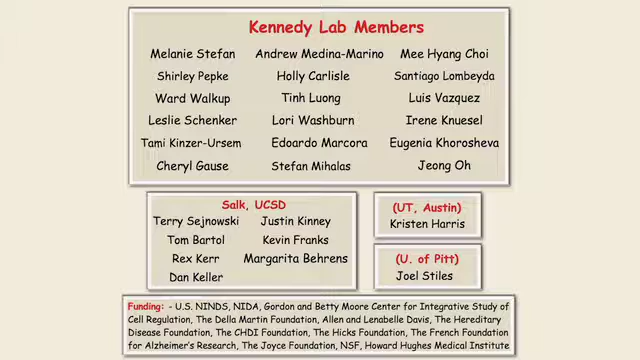 Kennedy Lab Members
Melanie Stefan Andrew Medina-Marino Mee Hyang Choi
Shirley Pepke Holly Carlisle Santiago Lombeyda
Ward Walkup Tinh Luong Luis Vazquez
Leslie Schenker Lori Washburn Irene Knuesel
Tami Kinzer-Ursem Edoardo Marcora Eugenia Khorosheva
Cheryl Gause Stefan Mihalas Jeong Oh
Salk, UCSD
Terry Sejnowski Justin Kinney
Tom Bartol Kevin Franks
Rex Kerr Margarita Behrens
Dan Keller
(UT, Austin)
Kristen Harris
(U. of Pitt)
Joel Stiles
Funding: - U.S. NINDS, NIDA, Gordon and Betty Moore Center for Integrative Study of
Cell Regulation, The Della Martin Foundation, Allen and Lenabelle Davis, The Hereditary
Disease Foundation, The CHDI Foundation, The Hicks Foundation, The French Foundation
for Alzheimer's Research, The Joyce Foundation, NSF, Howard Hughes Medical Institute